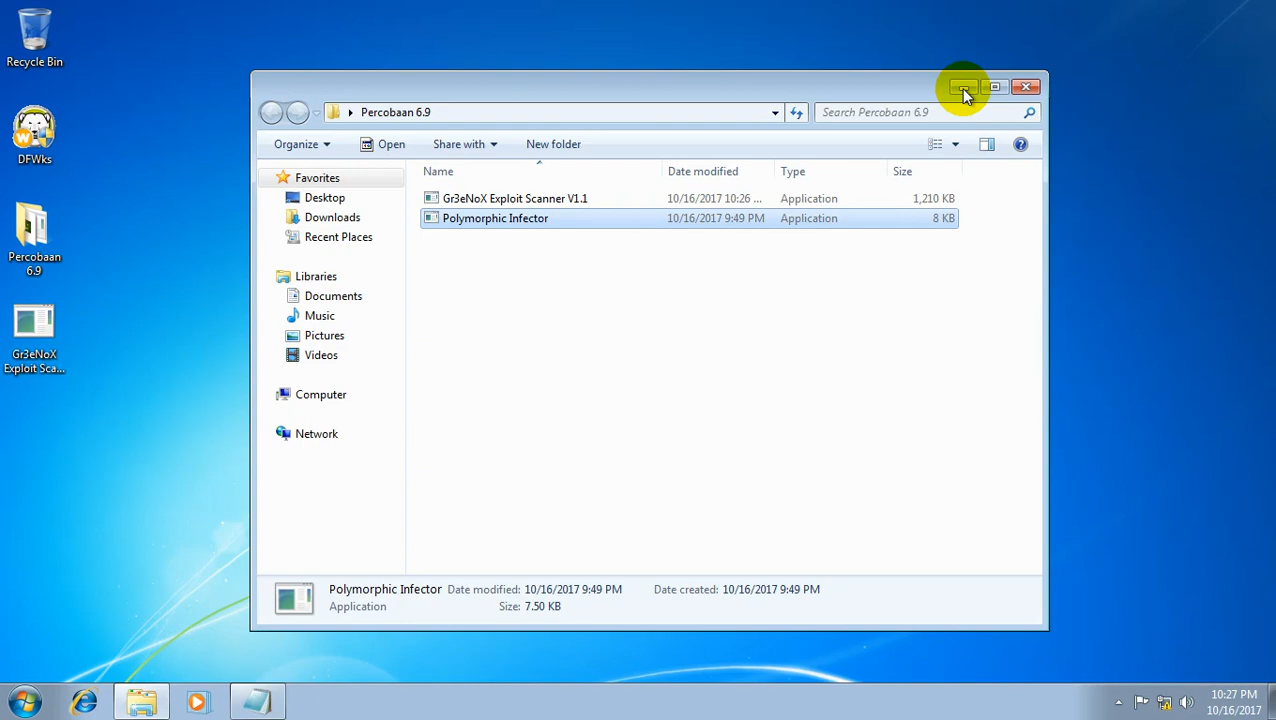 Recycle Bin
DFWks
Percobaan
6.9
Gr3eNoX
Exploit Sca...
Percobaan 6.9
Search Percobaan 6.9
Organize Open Share with New folder
Name Date modified Type Size
Gr3eNoX Exploit Scanner V1.1 10/16/2017 10:26 ... Application 1,210 KB
Polymorphic Infector 10/16/2017 9:49 PM Application 8 KB
Favorites
Desktop
Downloads
Recent Places
Libraries
Documents
Music
Pictures
Videos
Computer
Network
Polymorphic Infector Date modified: 10/16/2017 9:49 PM Date created: 10/16/2017 9:49 PM
Application Size: 7.50 KB
10:27 PM
10/16/2017